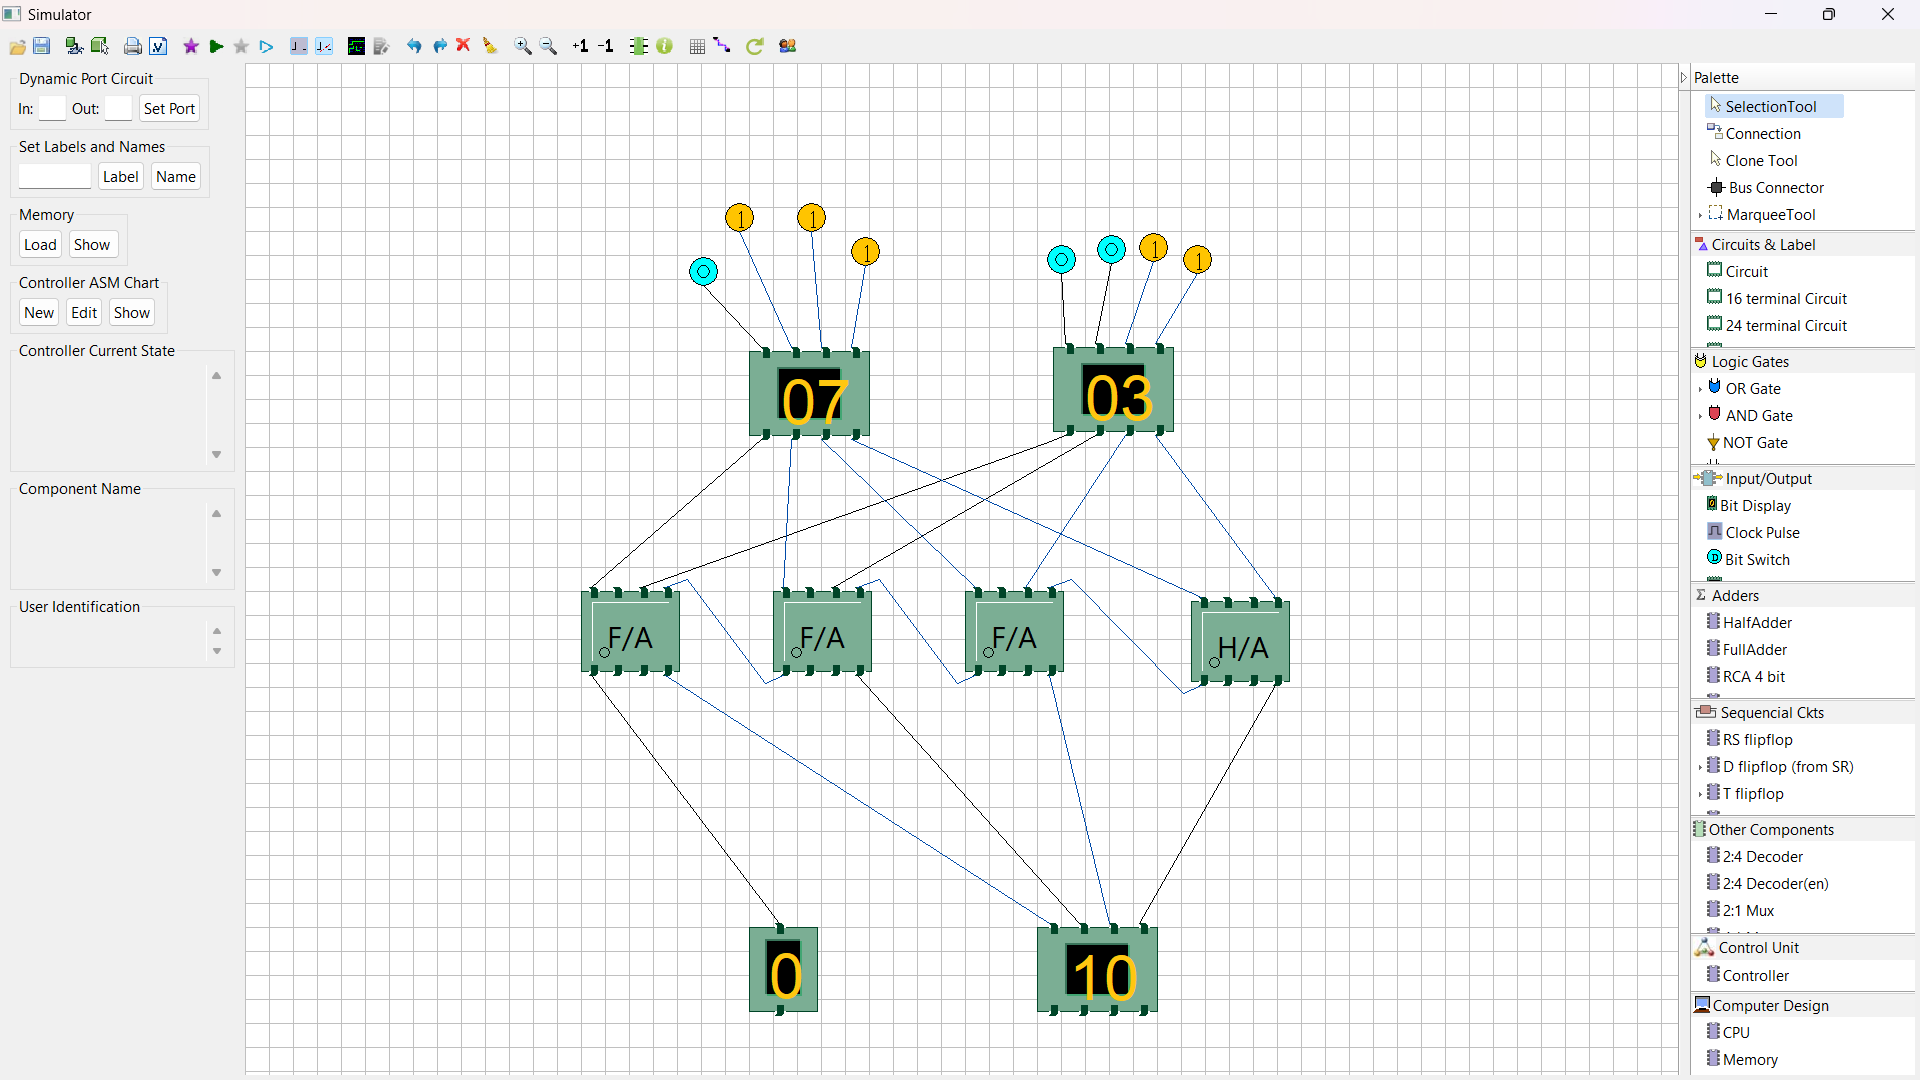 Simulator
+1 -1
Dynamic Port Circuit
In: Out: Set Port
Set Labels and Names
Label Name
Memory
Load Show
Controller ASM Chart
New Edit Show
Controller Current State
Component Name
User Identification
1 1
1
0
0 0 1 1
07
03
F/A F/A F/A H/A
0
10
Palette
SelectionTool
Connection
Clone Tool
Bus Connector
MarqueeTool
Circuits & Label
Circuit
16 terminal Circuit
24 terminal Circuit
Logic Gates
OR Gate
AND Gate
NOT Gate
Input/Output
Bit Display
Clock Pulse
Bit Switch
Σ Adders
HalfAdder
FullAdder
RCA 4 bit
Sequencial Ckts
RS flipflop
D flipflop (from SR)
T flipflop
Other Components
2:4 Decoder
2:4 Decoder(en)
2:1 Mux
Control Unit
Controller
Computer Design
CPU
Memory